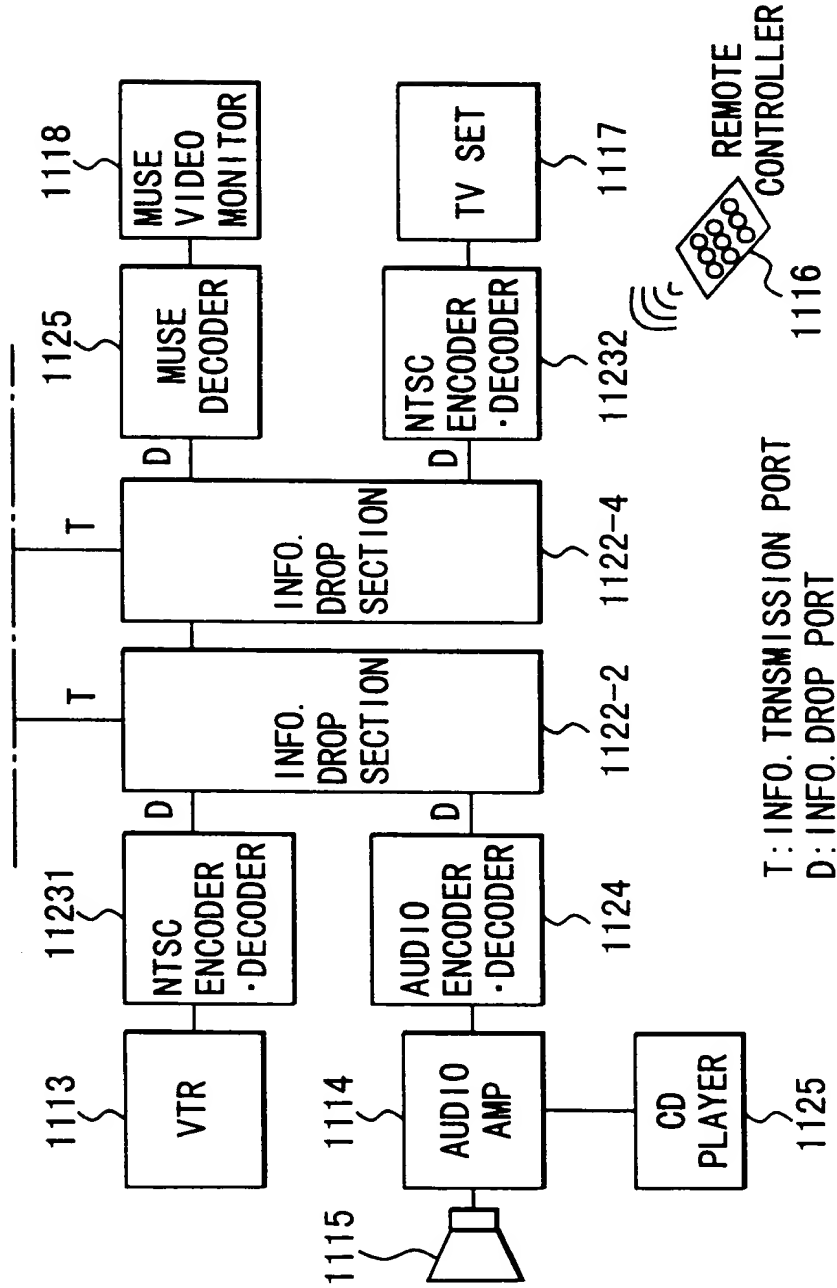 1113
VTR
11231
NTSC
ENCODER
・DECODER
D
T
INFO.
DROP
SECTION
1122-2
T
INFO.
DROP
SECTION
1122-4
D
MUSE
DECODER
1125
MUSE
VIDEO
MONITOR
1118
1115
1114
AUDIO
AMP
AUDIO
ENCODER
・DECODER
1124
D
D
NTSC
ENCODER
・DECODER
11232
TV SET
1117
CD
PLAYER
1125
REMOTE
CONTROLLER
1116
T:INFO.TRNSMISSION PORT
D:INFO.DROP PORT